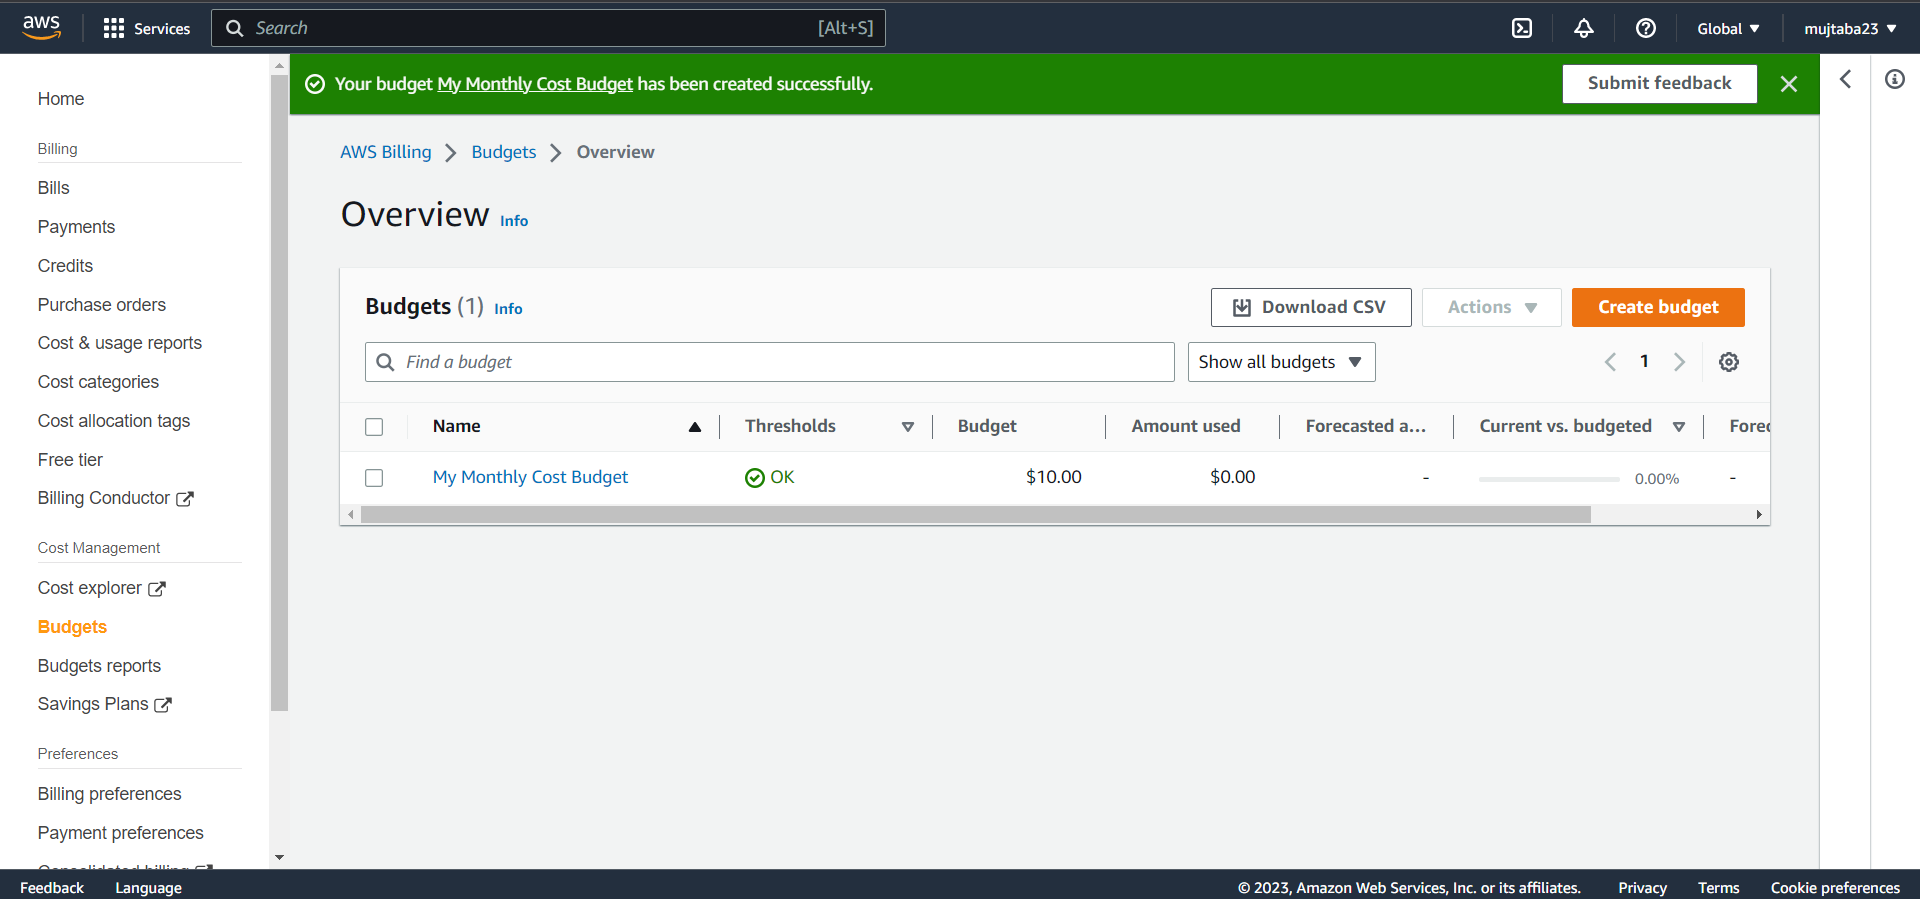 aws
Services
Search [Alt+S]
Global mujtaba23
Home
Billing
Bills
Payments
Credits
Purchase orders
Cost & usage reports
Cost categories
Cost allocation tags
Free tier
Billing Conductor
Cost Management
Cost explorer
Budgets
Budgets reports
Savings Plans
Preferences
Billing preferences
Payment preferences
Consolidated billing
Your budget My Monthly Cost Budget has been created successfully.
Submit feedback
AWS Billing Budgets Overview
Overview Info
Budgets (1) Info
Download CSV Actions Create budget
Find a budget Show all budgets 1
Name Thresholds Budget Amount used Forecasted a... Current vs. budgeted Forec
My Monthly Cost Budget OK $10.00 $0.00 - 0.00% -
Feedback Language © 2023, Amazon Web Services, Inc. or its affiliates. Privacy Terms Cookie preferences